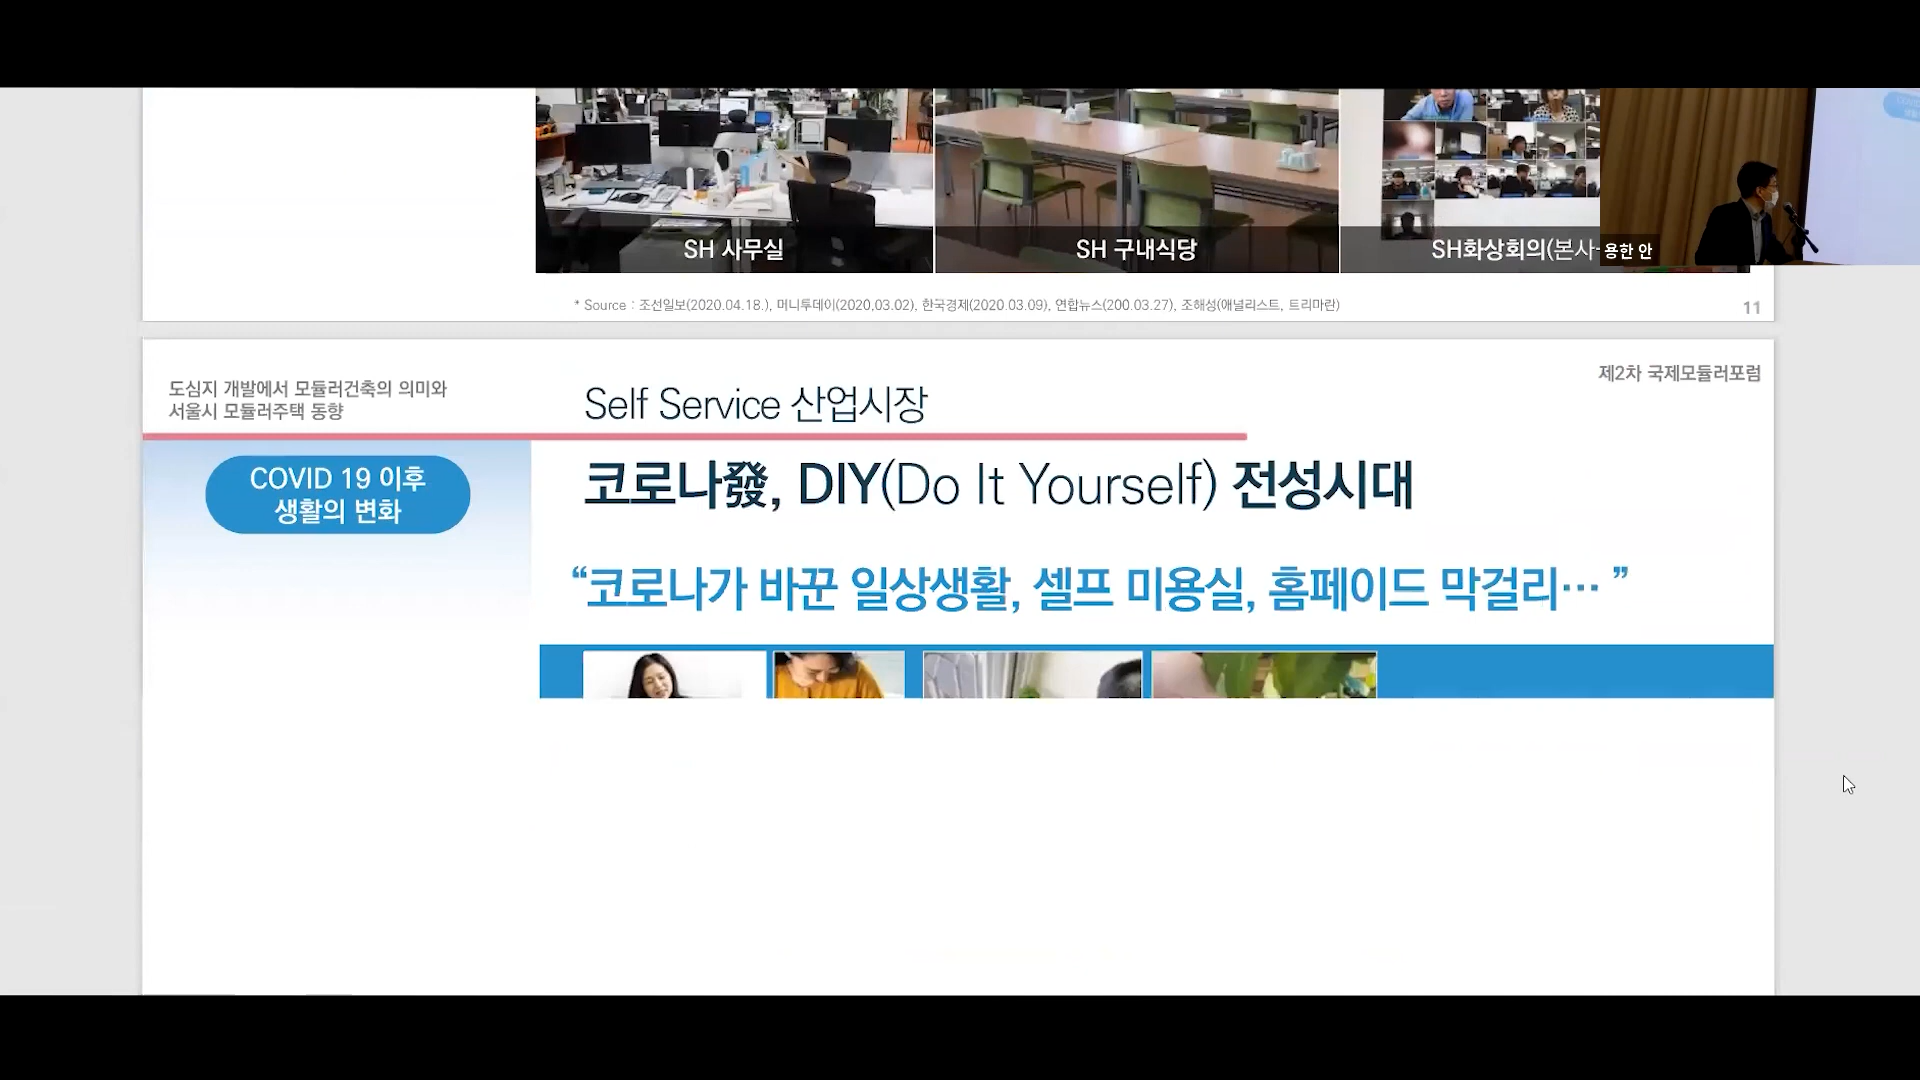 SH 사무실
SH 구내식당
SH화상회의(본사-
용한 안
* Source : 조선일보(2020.04.18.), 머니투데이(2020,03.02), 한국경제(2020.03.09), 연합뉴스(200.03.27), 조해성(애널리스트, 트리마란)
11
도심지 개발에서 모듈러건축의 의미와
서울시 모듈러주택 동향
Self Service 산업시장
제2차 국제모듈러포럼
COVID 19 이후
생활의 변화
코로나發, DIY(Do It Yourself) 전성시대
“코로나가 바꾼 일상생활, 셀프 미용실, 홈페이드 막걸리… ”